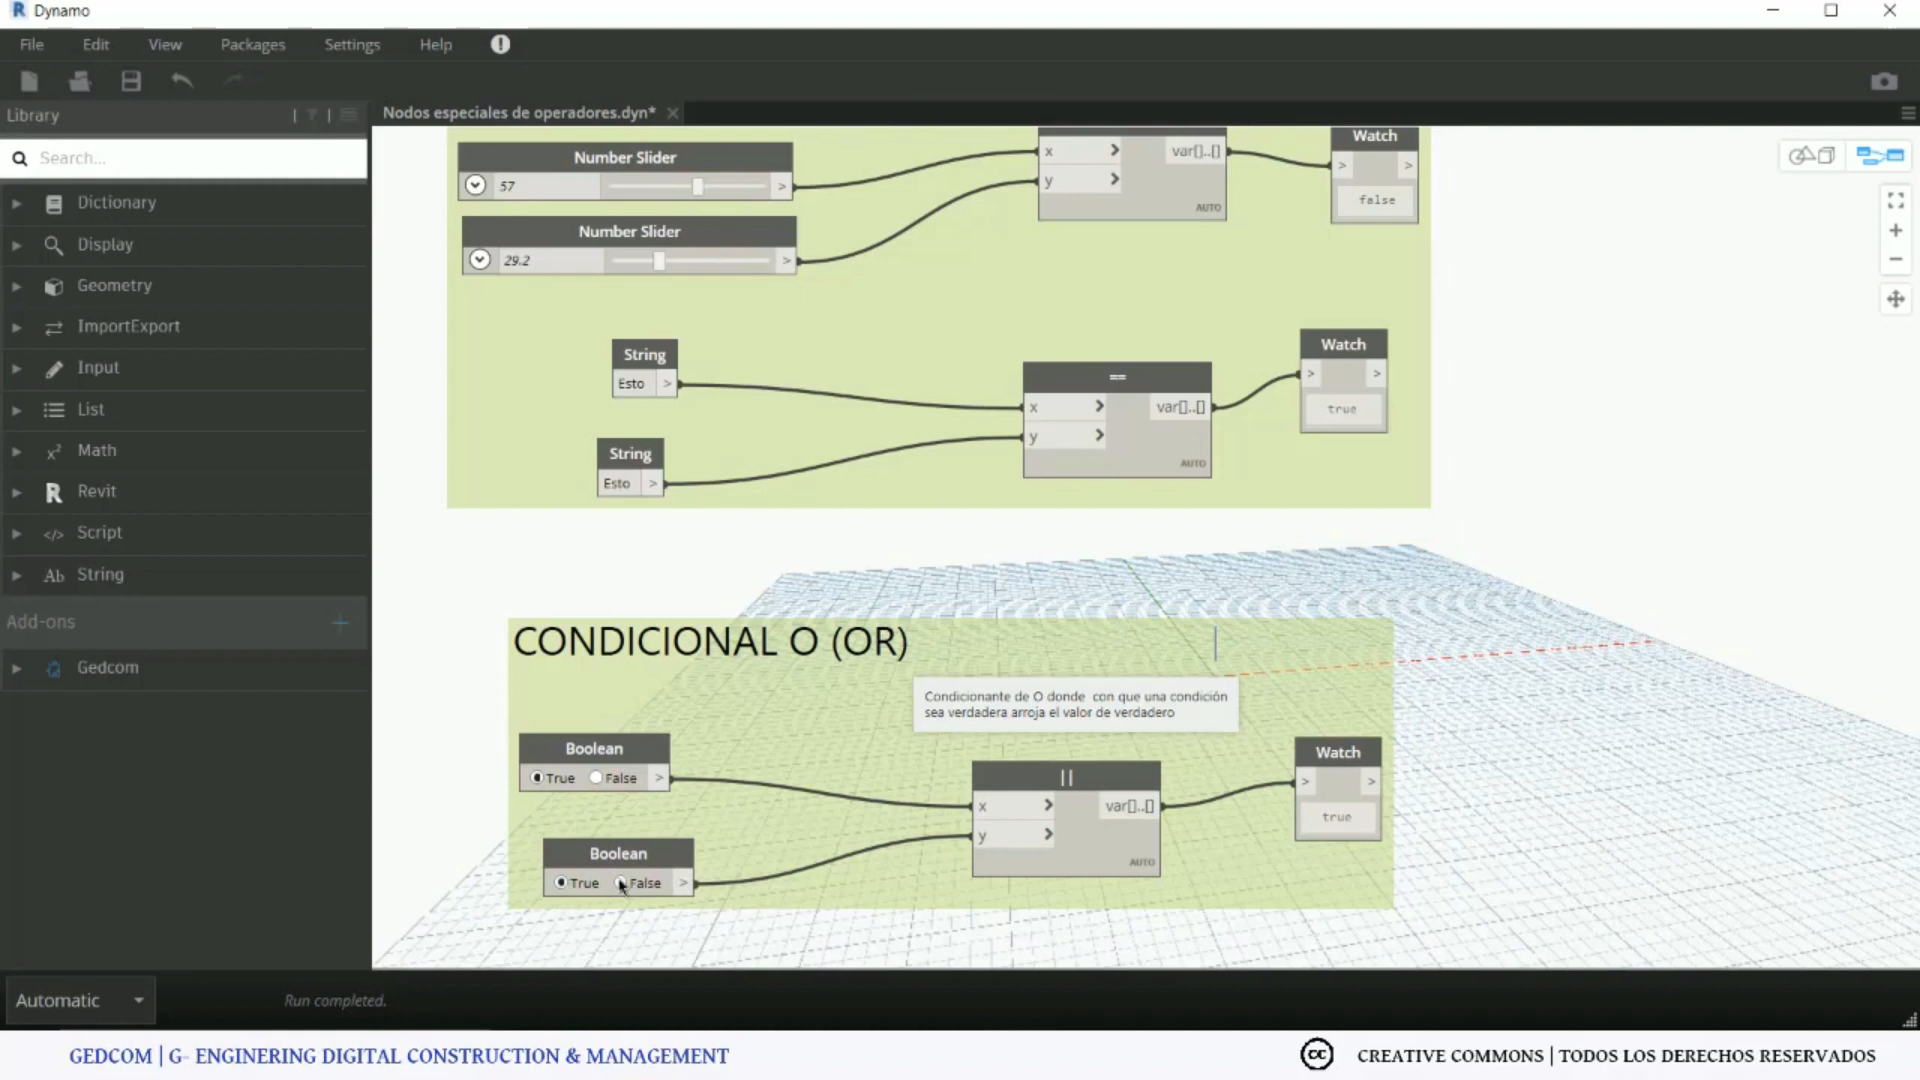 Dynamo
File Edit View Packages Settings Help
Library
Nodos especiales de operadores.dyn*
Search...
Dictionary
Display
Geometry
ImportExport
Input
List
Math
Revit
Script
String
Add-ons
Gedcom
Number Slider
57
>
Number Slider
29.2
>
x > var[]..[]
y >
AUTO
Watch
> >
false
String
Esto >
String
Esto >
==
x > var[]..[]
y >
AUTO
Watch
> >
true
CONDICIONAL O (OR)
Condicionante de O donde con que una condición
sea verdadera arroja el valor de verdadero
Boolean
True False >
Boolean
True False >
||
x > var[]..[]
y >
AUTO
Watch
> >
true
Automatic
Run completed.
GEDCOM | G- ENGINERING DIGITAL CONSTRUCTION & MANAGEMENT
cc CREATIVE COMMONS | TODOS LOS DERECHOS RESERVADOS